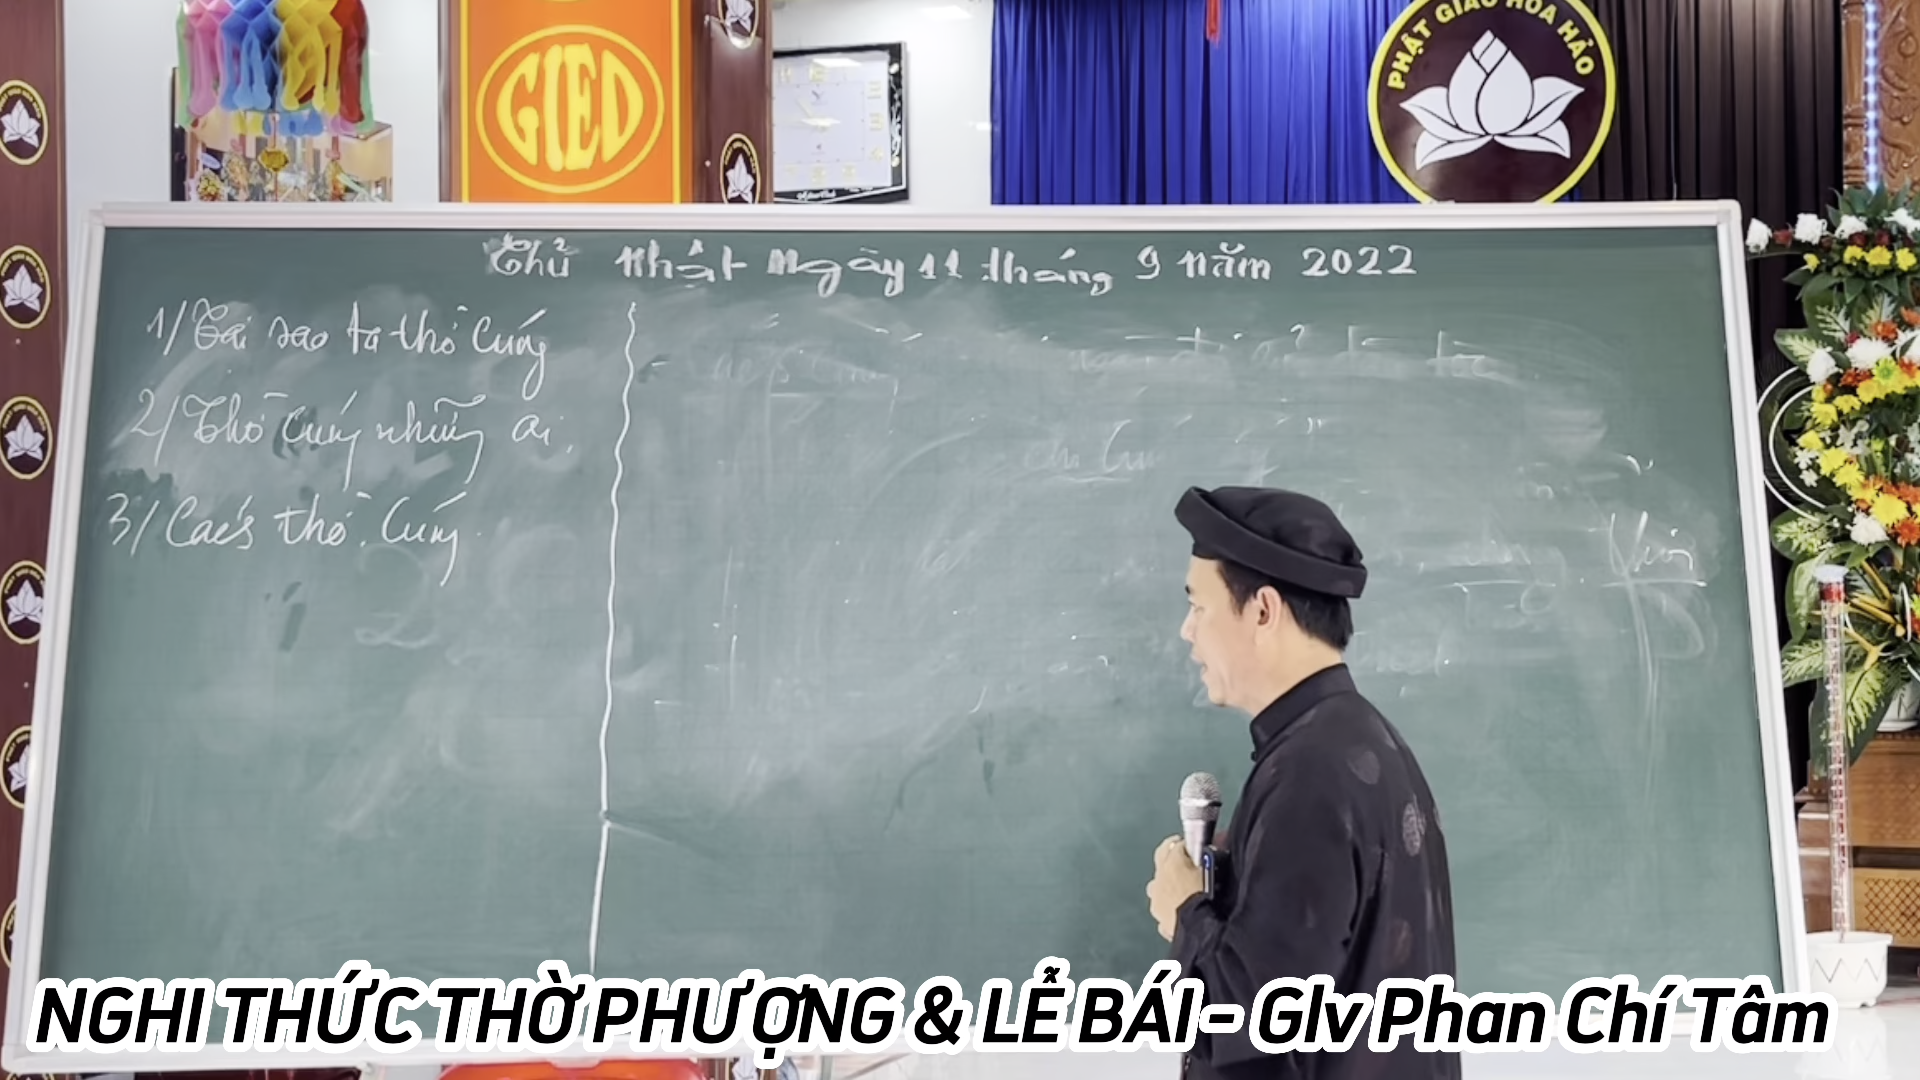 GIED
PHẬT GIÁO HÒA HẢO
Chủ nhật ngày 11 tháng 9 năm 2022
1/ Tại sao ta thờ Cúng
2/ Thờ Cúng những ai.
3/ Cách thờ Cúng.
NGHI THỨC THỜ PHƯỢNG & LỄ BÁI - Glv Phan Chí Tâm